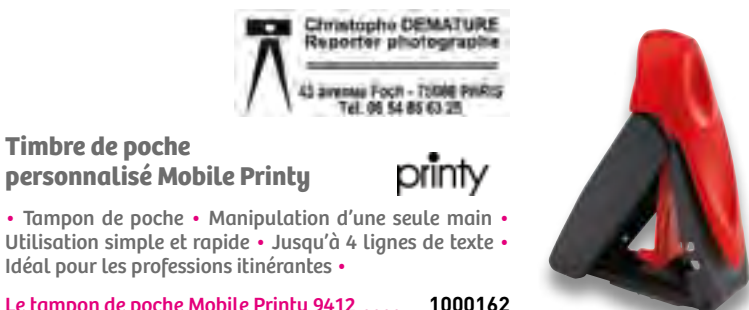 Christophe DEMATURE
Reporter photographe
43 avenue Foch - PARIS
Tél. 06 54 85 63 25
Timbre de poche
personnalisé Mobile Printy
printy
• Tampon de poche • Manipulation d'une seule main •
Utilisation simple et rapide • Jusqu'à 4 lignes de texte •
Idéal pour les professions itinérantes •
Le tampon de poche Mobile Printy 9412 .... 1000162